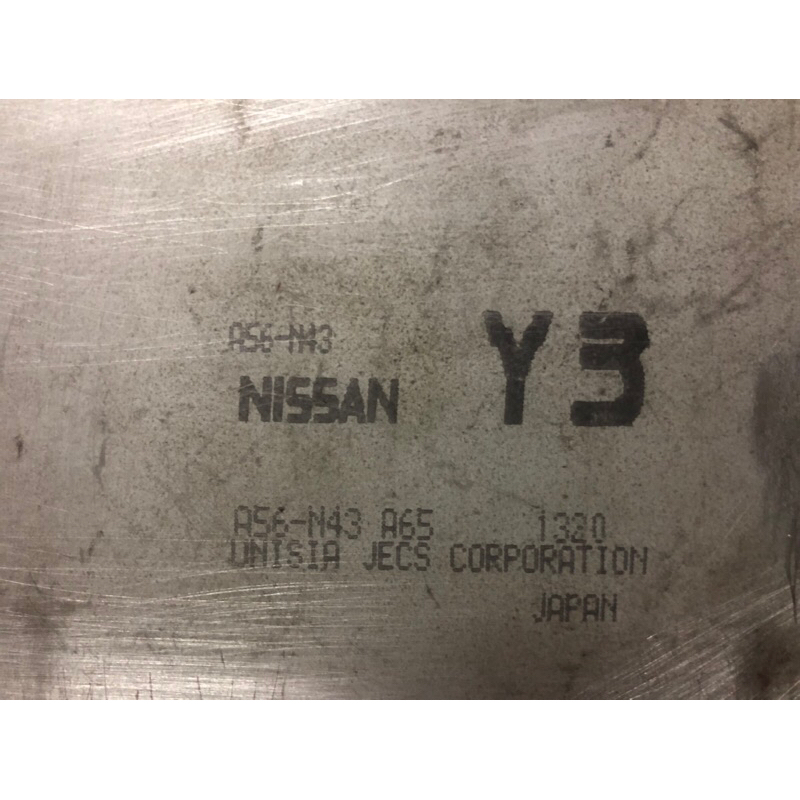 A56-N43
NISSAN Y3
A56-N43 A65 1320
UNISIA JECS CORPORATION
JAPAN